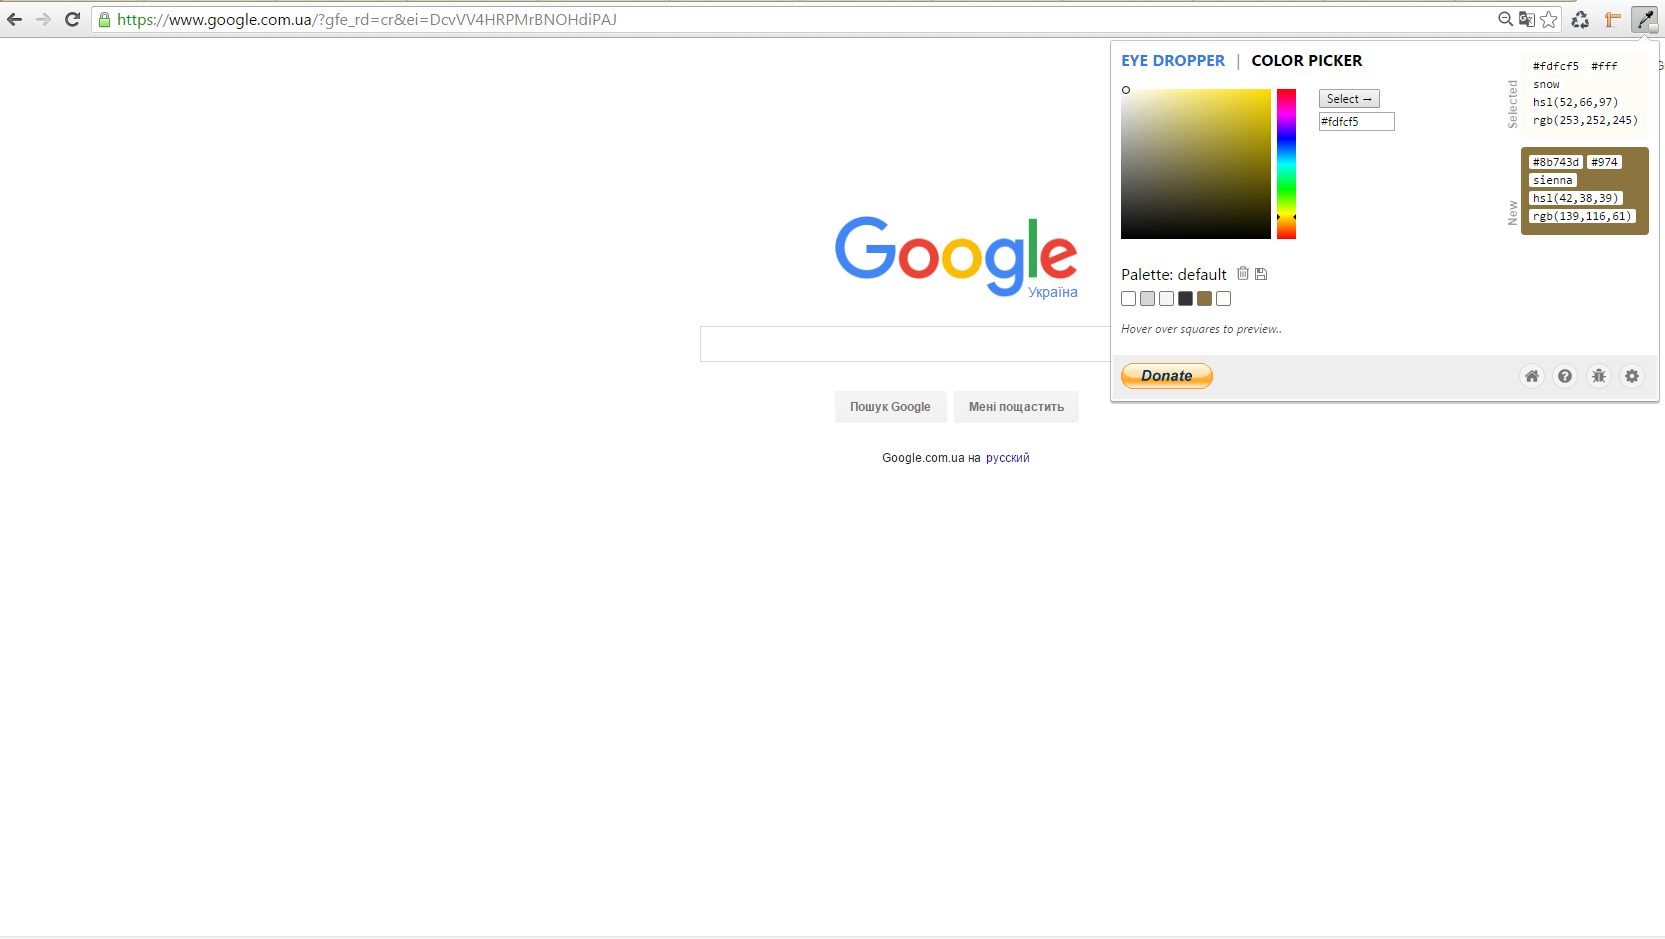 https://www.google.com.ua/?gfe_rd=cr&ei=DcvVV4HRPMrBNOHdiPAJ
EYE DROPPER | COLOR PICKER
Select →
#fdfcf5
Selected
#fdfcf5 #fff
snow
hsl(52,66,97)
rgb(253,252,245)
New
#8b743d #974
sienna
hsl(42,38,39)
rgb(139,116,61)
Palette: default
Hover over squares to preview..
Donate
Google
Україна
Пошук Google
Мені пощастить
Google.com.ua на русский